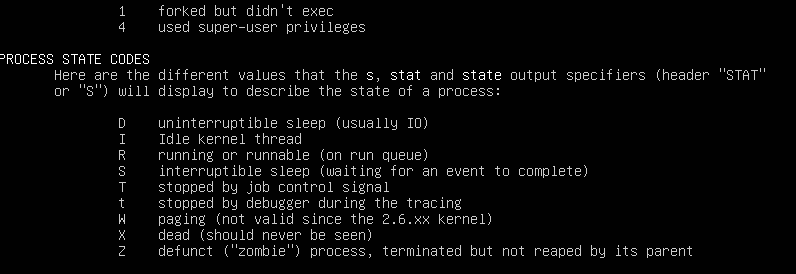 1 forked but didn't exec
4 used super-user privileges
PROCESS STATE CODES
Here are the different values that the s, stat and state output specifiers (header "STAT"
or "S") will display to describe the state of a process:
D uninterruptible sleep (usually IO)
I Idle kernel thread
R running or runnable (on run queue)
S interruptible sleep (waiting for an event to complete)
T stopped by job control signal
t stopped by debugger during the tracing
W paging (not valid since the 2.6.xx kernel)
X dead (should never be seen)
Z defunct ("zombie") process, terminated but not reaped by its parent